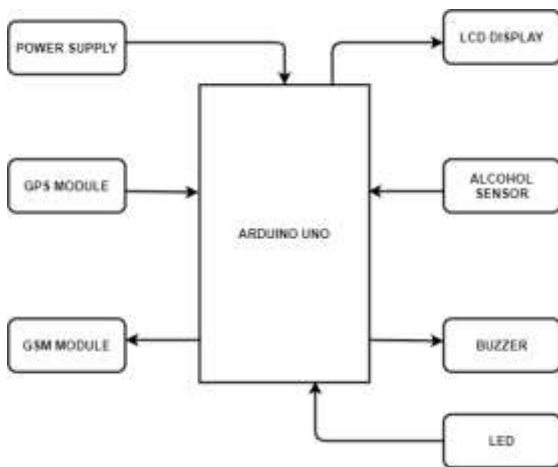 POWER SUPPLY
LCD DISPLAY
GPS MODULE
ALCOHOL
SENSOR
ARDUINO UNO
GSM MODULE
BUZZER
LED